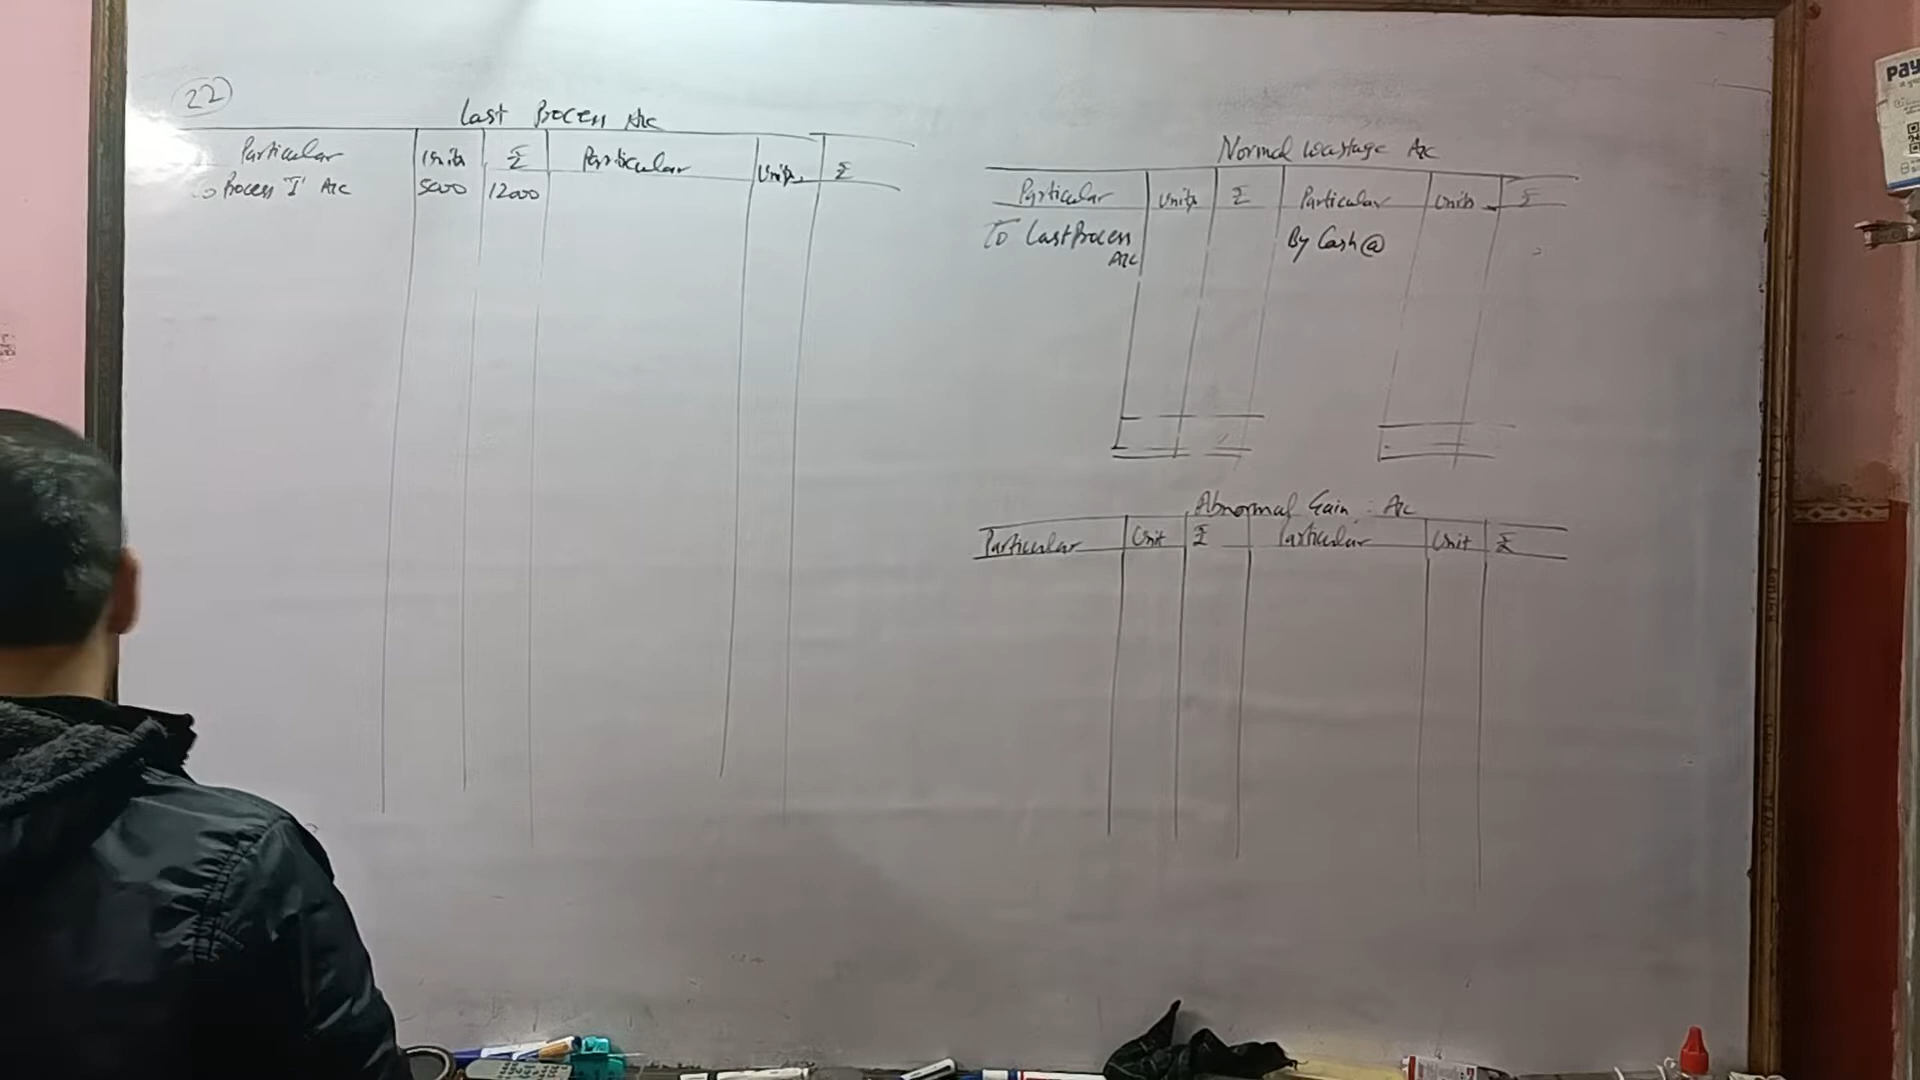 22
Last Process A/c
Particular Units ₹ Particular Units ₹
To Process "I" A/c 5000 12000
Normal Wastage A/c
Particular Units ₹ Particular Units ₹
To Last Process A/c By Cash @
Abnormal Gain A/c
Particular Unit ₹ Particular Unit ₹
Pay